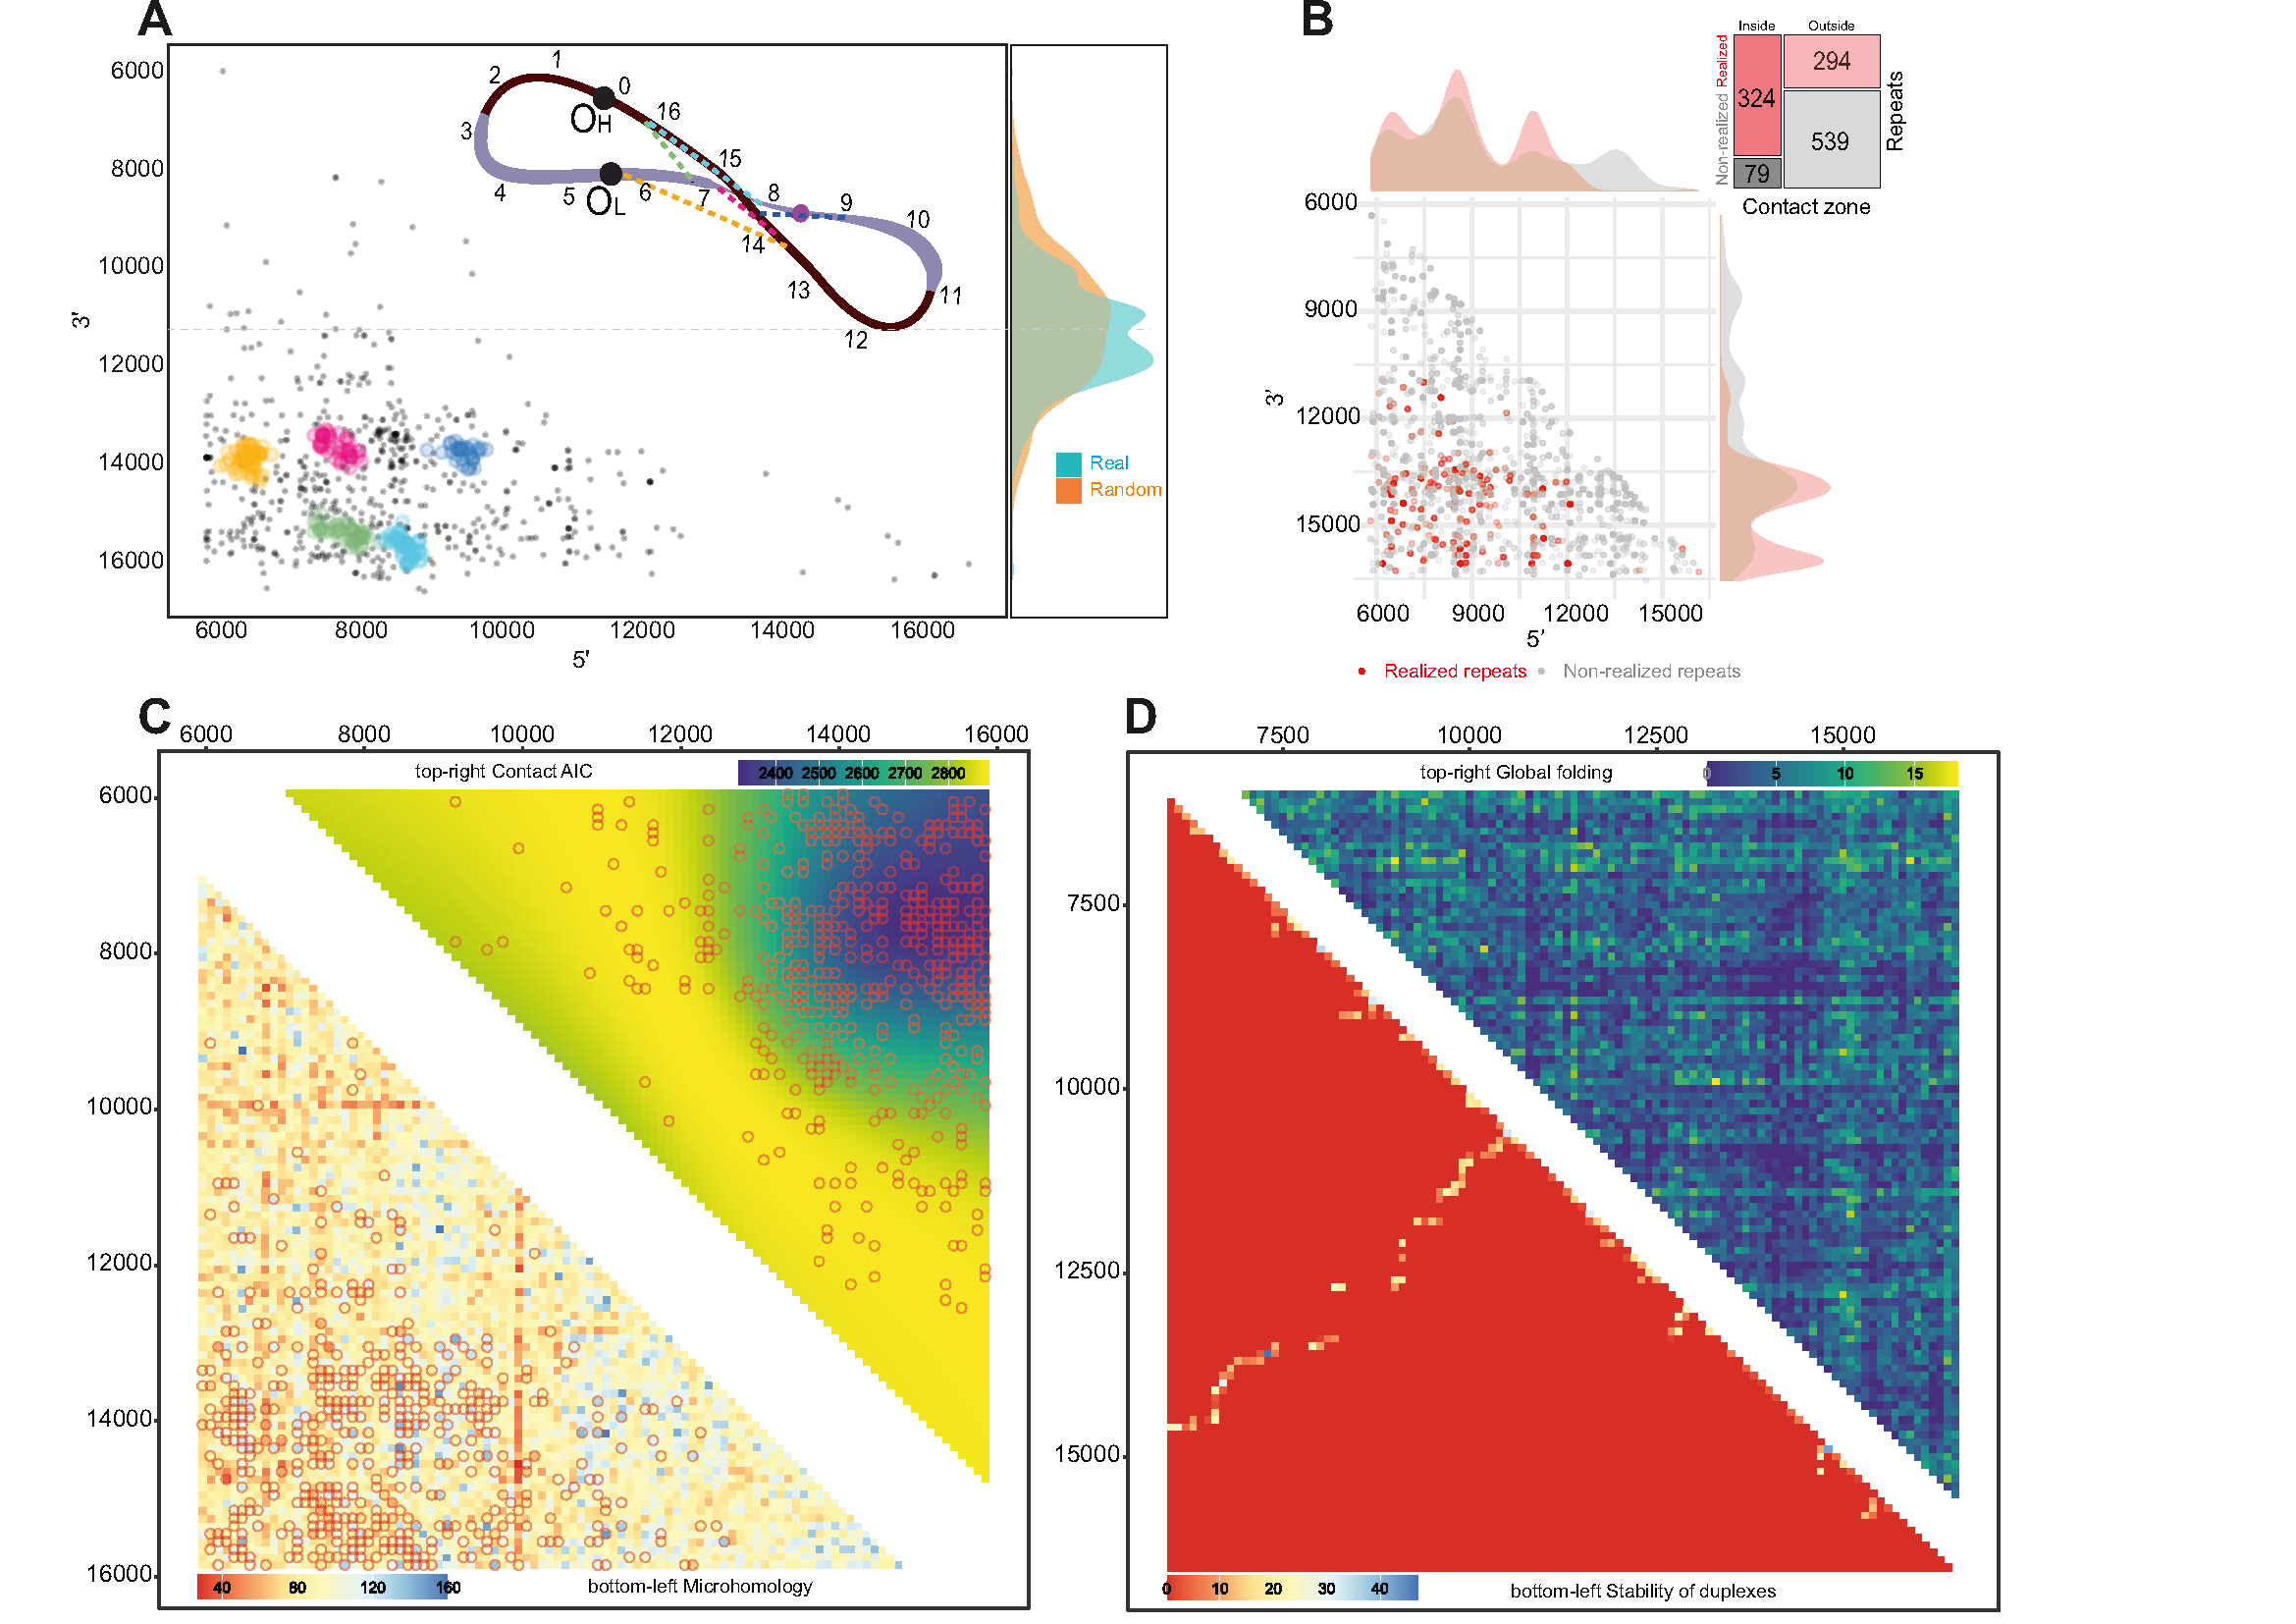 A
6000
8000
10000
12000
14000
16000
3'
6000 8000 10000 12000 14000 16000
5'
0
1
2
3
4
5
6
7
8
9
10
11
12
13
14
15
16
OH
OL
Real
Random
B
Inside Outside
Realized
Non-realized
324
294
79
539
Repeats
Contact zone
6000
9000
12000
15000
3'
6000 9000 12000 15000
5'
Realized repeats Non-realized repeats
C
6000 8000 10000 12000 14000 16000
top-right Contact AIC
2400 2500 2600 2700 2800
6000
8000
10000
12000
14000
16000
40 80 120 160
bottom-left Microhomology
D
7500 10000 12500 15000
top-right Global folding
0 5 10 15
7500
10000
12500
15000
0 10 20 30 40
bottom-left Stability of duplexes